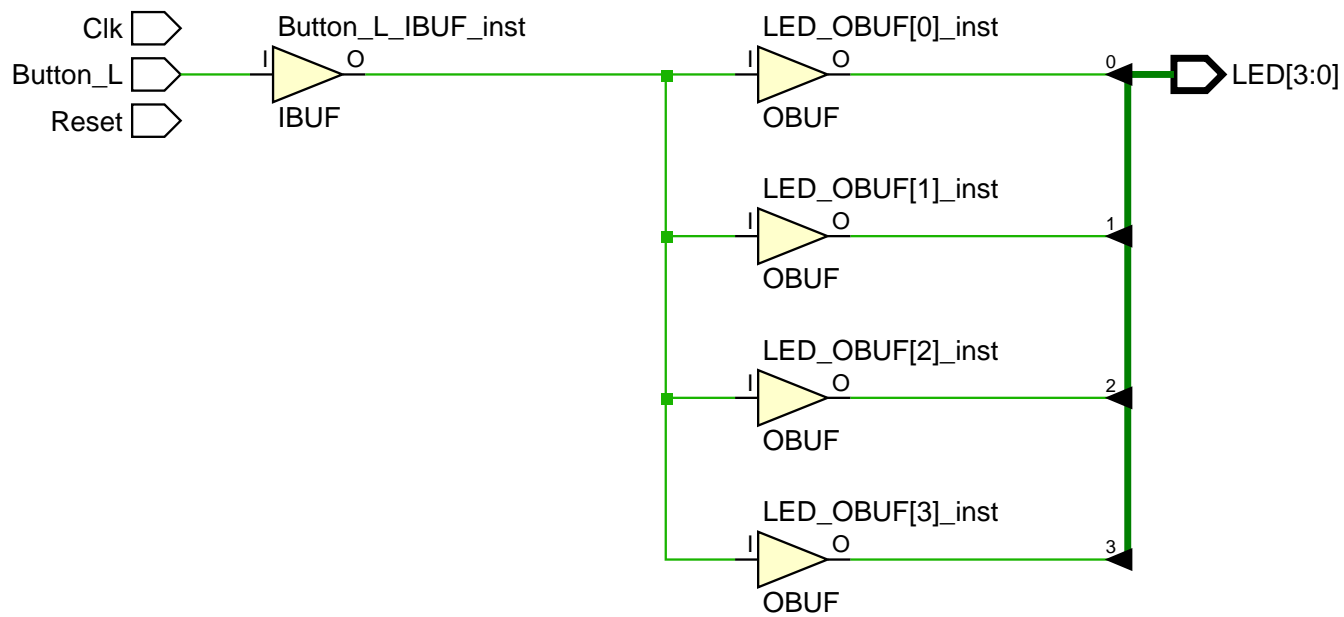 Clk
Button_L_IBUF_inst
LED_OBUF[0]_inst
Button_L
I
O
I
O
0
LED[3:0]
Reset
IBUF
OBUF
LED_OBUF[1]_inst
I
O
1
OBUF
LED_OBUF[2]_inst
I
O
2
OBUF
LED_OBUF[3]_inst
I
O
3
OBUF